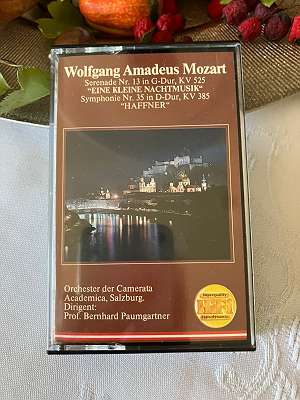 Wolfgang Amadeus Mozart
Serenade Nr. 13 in G-Dur, KV 525
"EINE KLEINE NACHTMUSIK"
Symphonie Nr. 35 in D-Dur, KV 385
"HAFFNER"
Orchester der Camerata
Academica, Salzburg.
Dirigent:
Prof. Bernhard Paumgartner